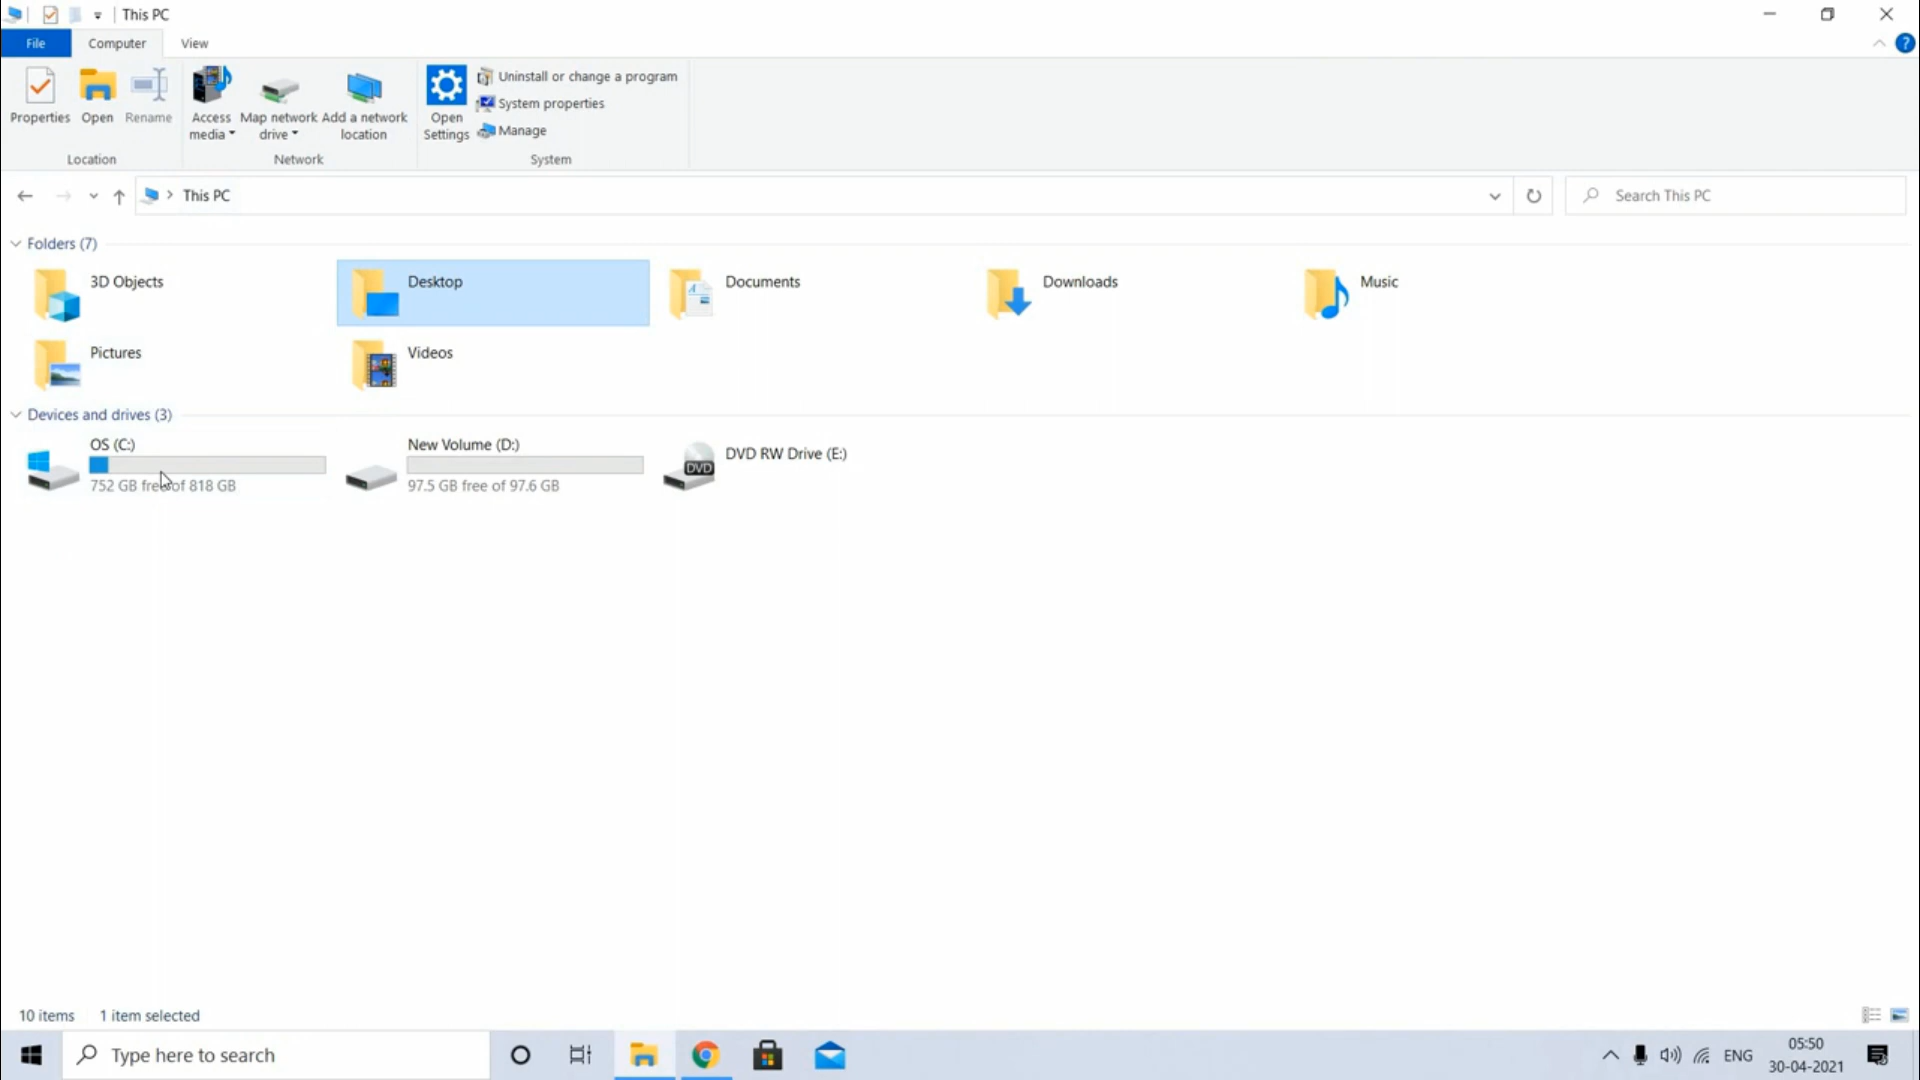 This PC
File Computer View
Uninstall or change a program
System properties
Manage
Properties Open Rename Access media Map network drive Add a network location Open Settings
Location Network System
This PC
Search This PC
Folders (7)
3D Objects Desktop Documents Downloads Music
Pictures Videos
Devices and drives (3)
OS (C:) New Volume (D:) DVD RW Drive (E:)
DVD
752 GB free of 818 GB 97.5 GB free of 97.6 GB
10 items 1 item selected
Type here to search
ENG
05:50
30-04-2021